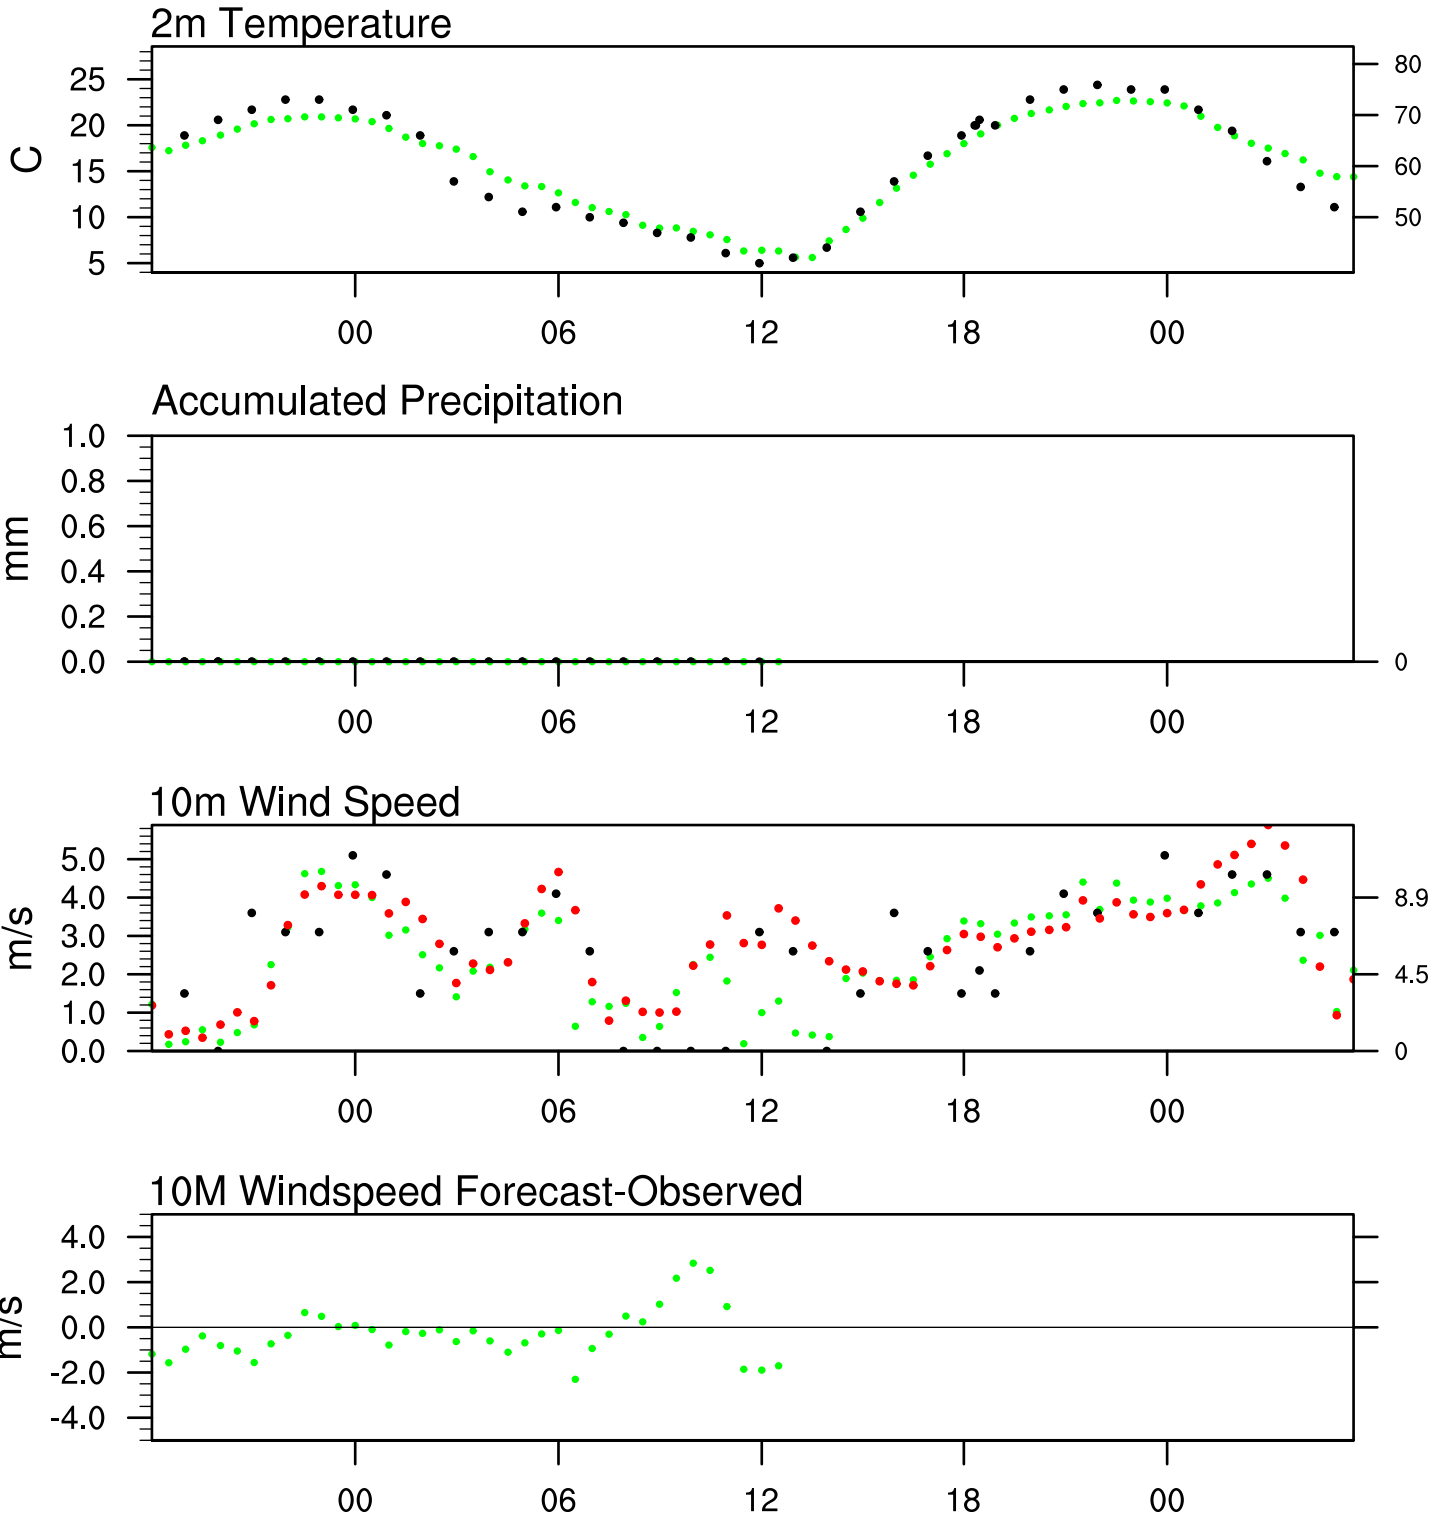 2m Temperature
C
25
20
15
10
5
80
70
60
50
00 06 12 18 00
Accumulated Precipitation
mm
1.0
0.8
0.6
0.4
0.2
0.0
0
00 06 12 18 00
10m Wind Speed
m/s
5.0
4.0
3.0
2.0
1.0
0.0
8.9
4.5
0
00 06 12 18 00
10M Windspeed Forecast-Observed
m/s
4.0
2.0
0.0
-2.0
-4.0
00 06 12 18 00